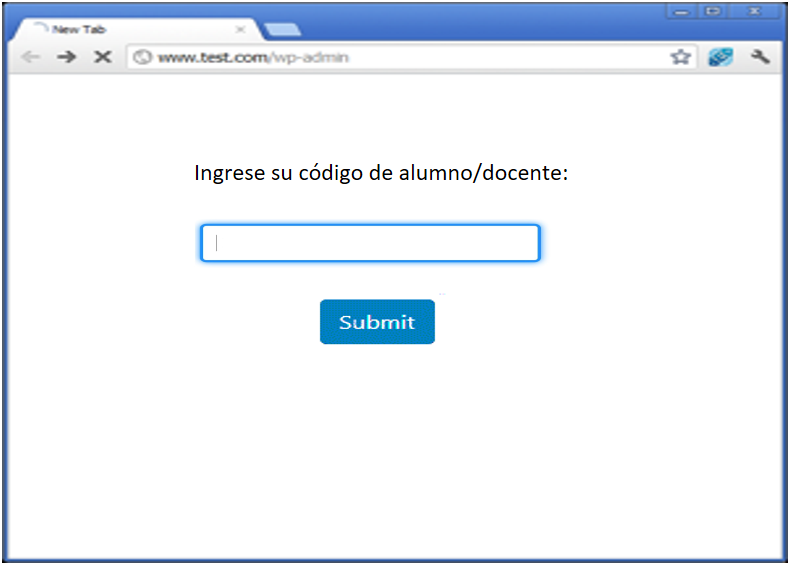 New Tab
www.test.com/wp-admin
Ingrese su código de alumno/docente:
Submit